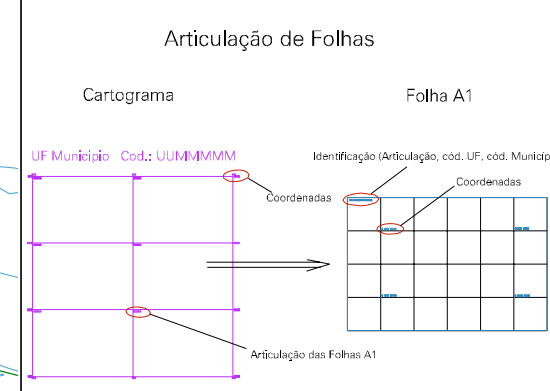 Articulação de Folhas
Cartograma
Folha A1
UF Municipio Cod.: UUMMMMM
Identificação (Articulação, cód. UF, cód. Municíp
Coordenadas
Coordenadas
Articulação das Folhas A1